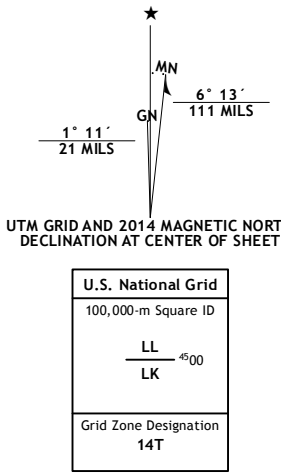 ★
MN
GN
6° 13´
111 MILS
1° 11´
21 MILS
UTM GRID AND 2014 MAGNETIC NORT
DECLINATION AT CENTER OF SHEET
U.S. National Grid
100,000-m Square ID
LL
4500
LK
Grid Zone Designation
14T